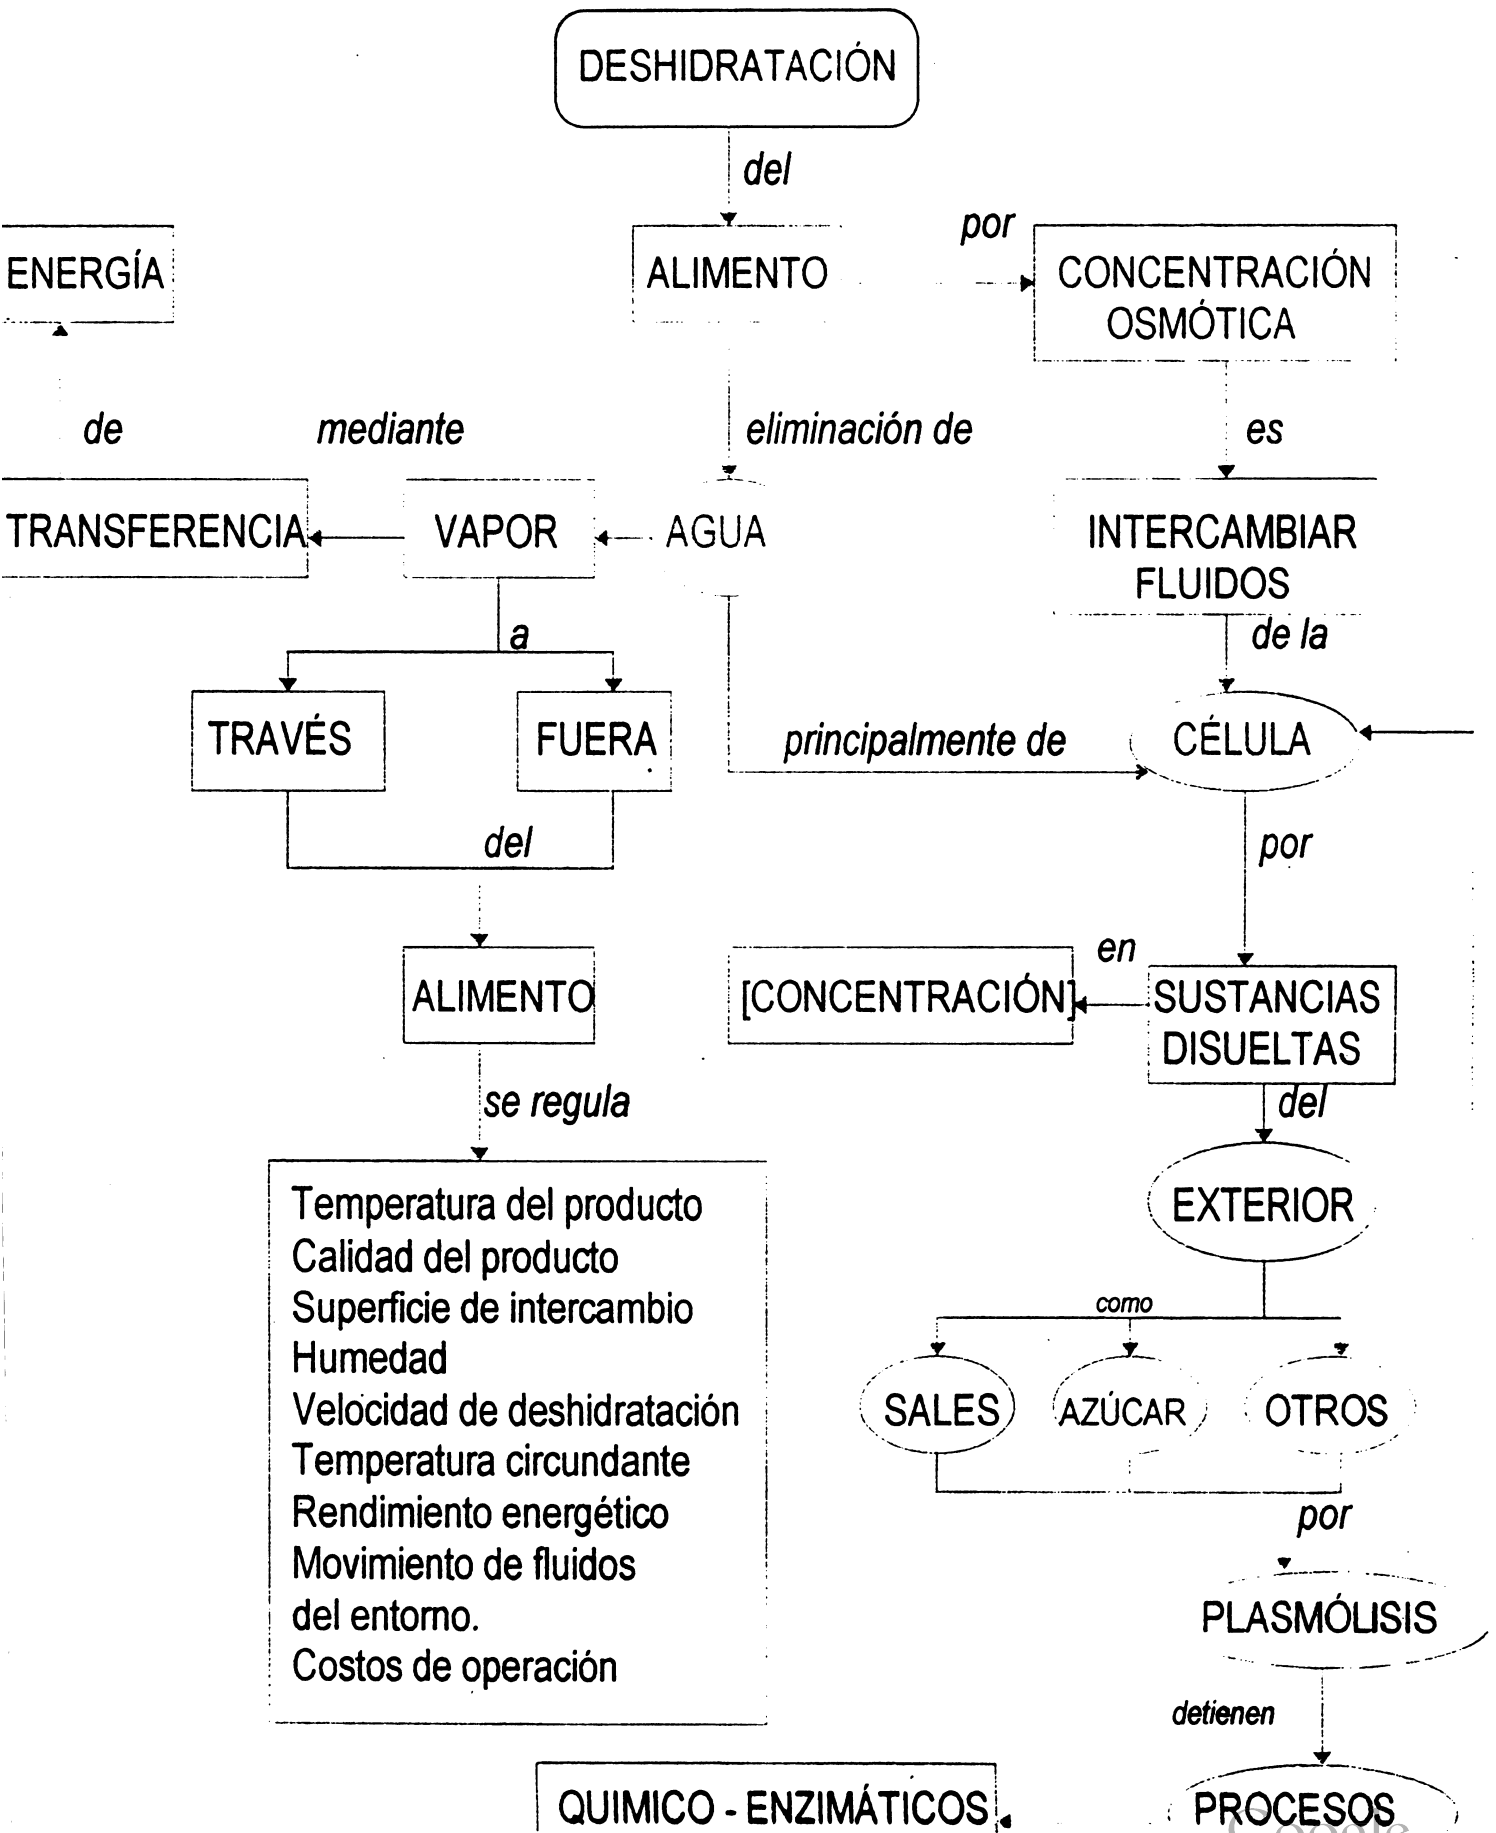 DESHIDRATACIÓN
del
por
ENERGÍA
ALIMENTO
CONCENTRACIÓN
OSMÓTICA
de
mediante
eliminación de
es
TRANSFERENCIA
VAPOR
AGUA
INTERCAMBIAR
FLUIDOS
a
de la
TRAVÉS
FUERA
principalmente de
CÉLULA
del
por
en
ALIMENTO
[CONCENTRACIÓN]
SUSTANCIAS
DISUELTAS
se regula
del
Temperatura del producto
Calidad del producto
Superficie de intercambio
Humedad
Velocidad de deshidratación
Temperatura circundante
Rendimiento energético
Movimiento de fluidos
del entorno.
Costos de operación
EXTERIOR
como
SALES
AZÚCAR
OTROS
por
PLASMÓLISIS
detienen
QUIMICO - ENZIMÁTICOS
PROCESOS
Google